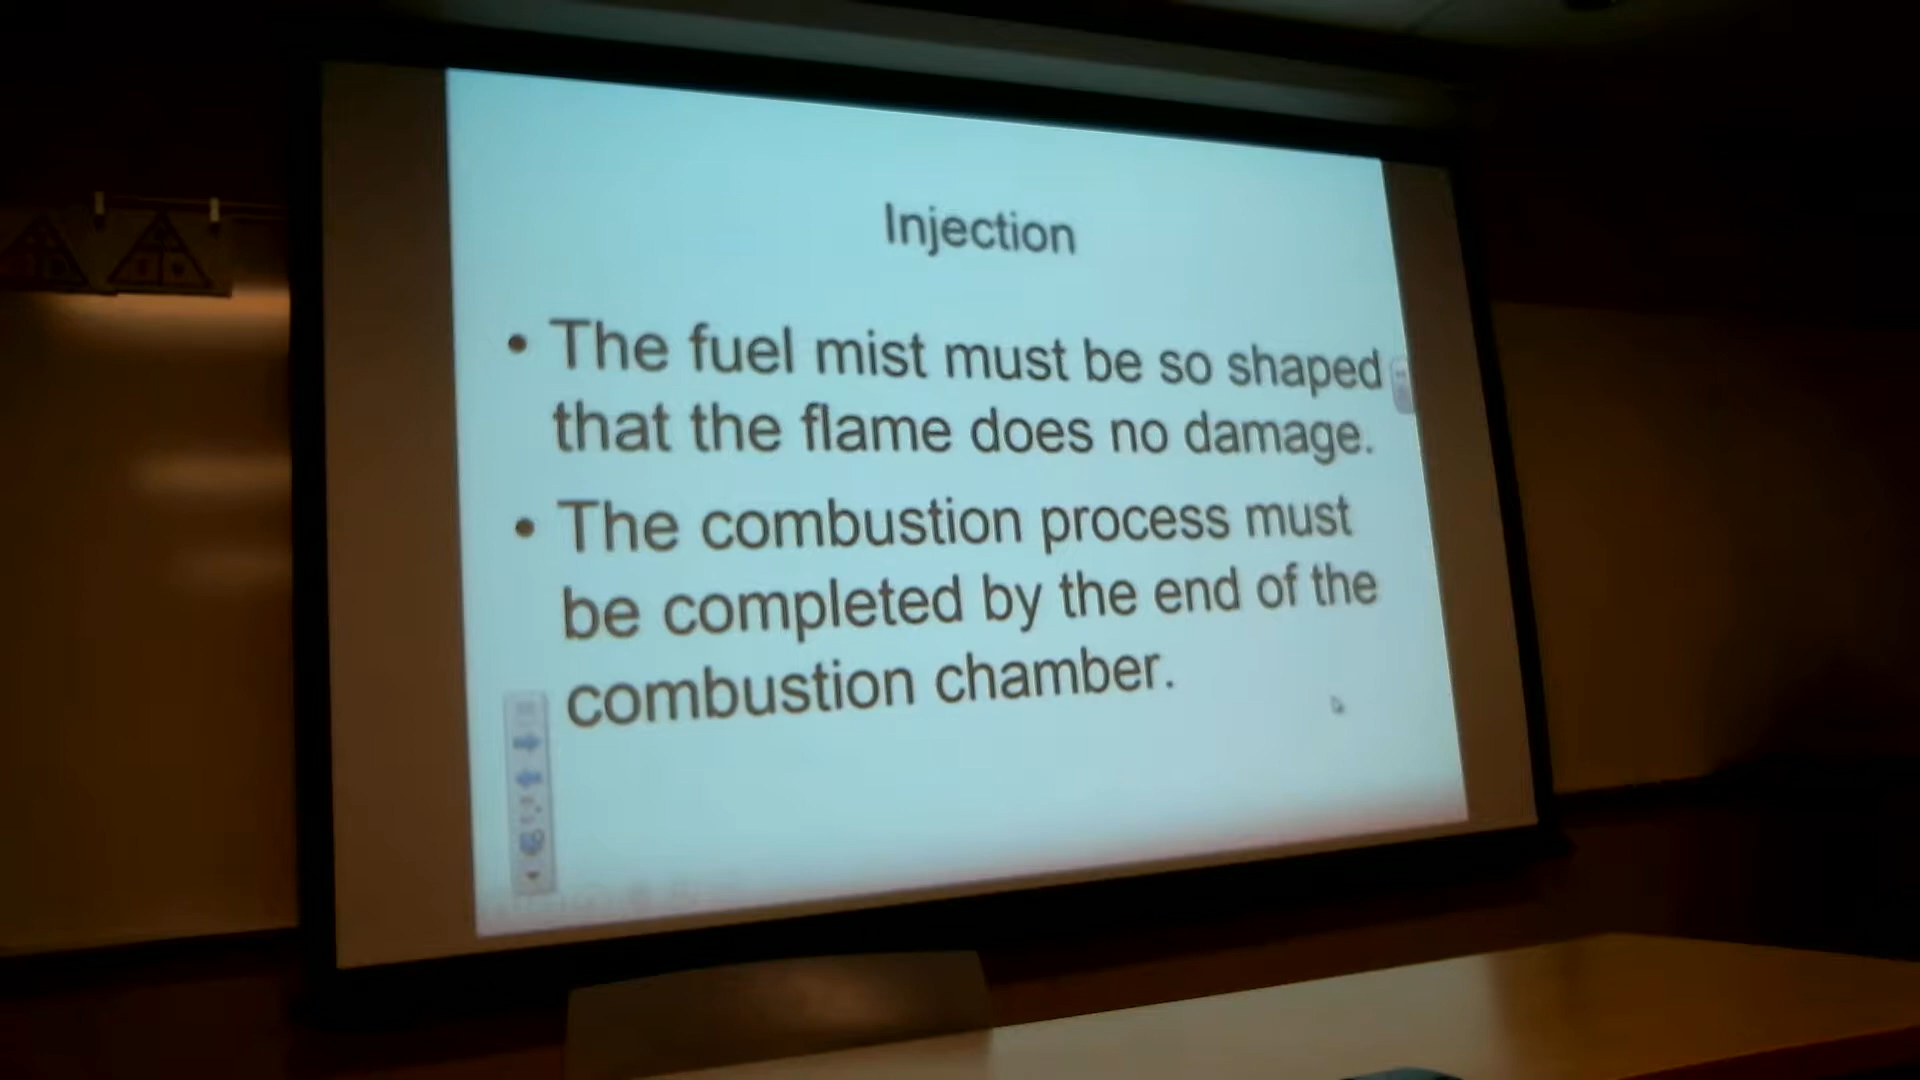 Injection
• The fuel mist must be so shaped
that the flame does no damage.
• The combustion process must
be completed by the end of the
combustion chamber.